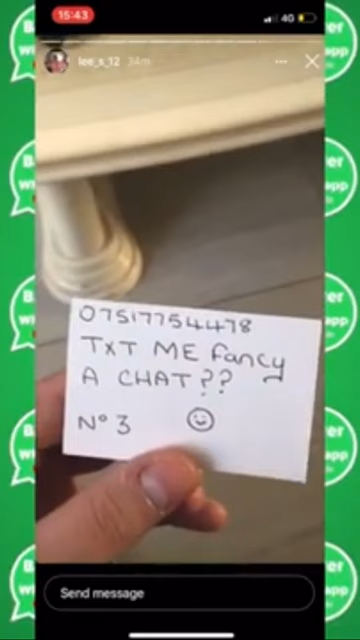 15:43
4G
lee_s_12 34m
07517754478
TXT ME fancy
A CHAT??
N° 3
Send message